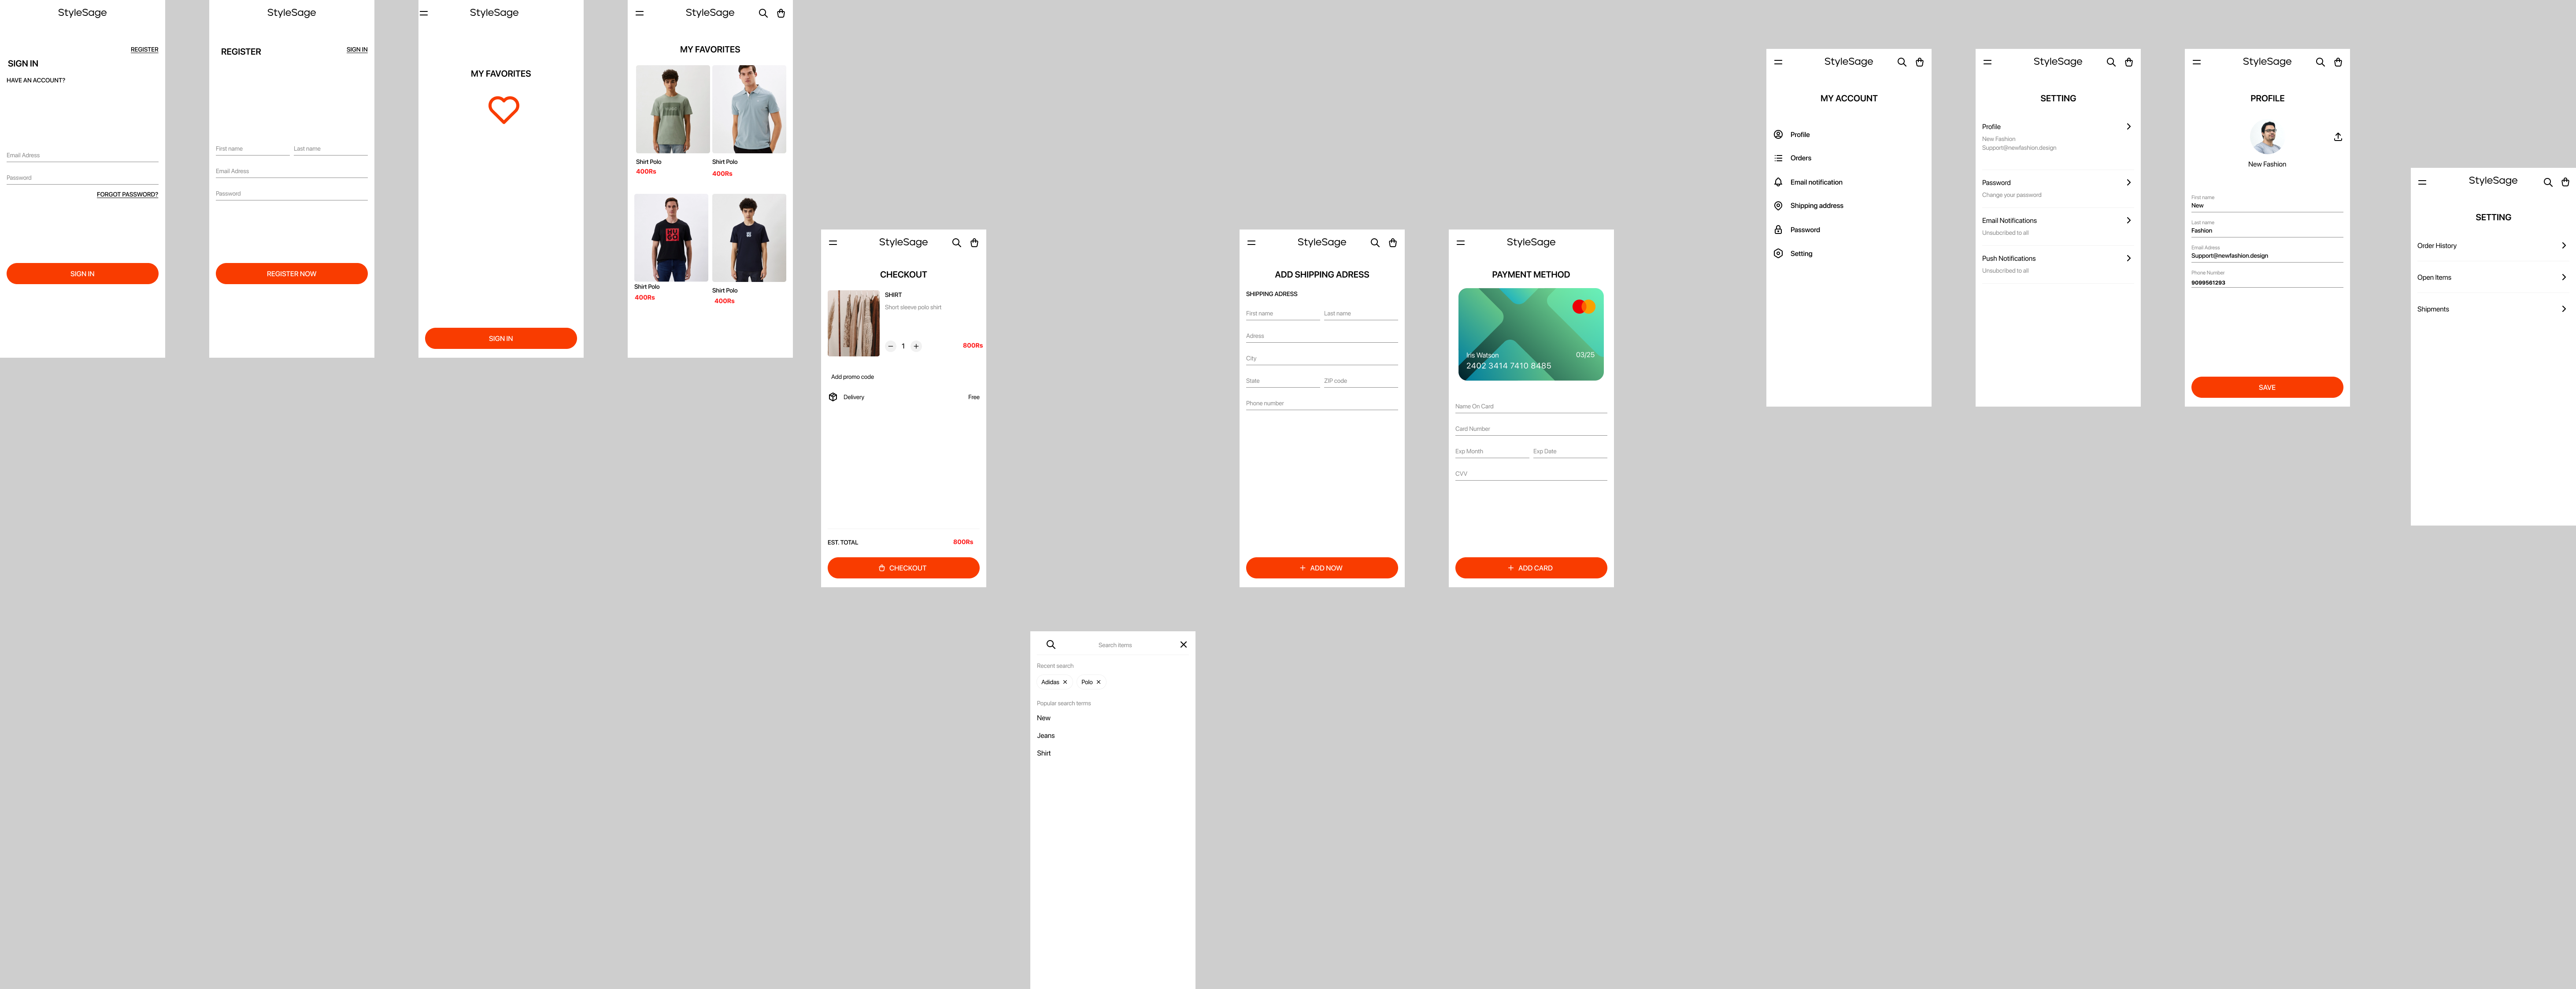 StyleSage
REGISTER
SIGN IN
HAVE AN ACCOUNT?
Email Adress
Password
FORGOT PASSWORD?
SIGN IN
StyleSage
REGISTER
SIGN IN
First name
Last name
Email Adress
Password
REGISTER NOW
StyleSage
MY FAVORITES
SIGN IN
StyleSage
MY FAVORITES
Shirt Polo
400Rs
Shirt Polo
400Rs
Shirt Polo
400Rs
Shirt Polo
400Rs
StyleSage
CHECKOUT
SHIRT
Short sleeve polo shirt
1
800Rs
Add promo code
Delivery
Free
EST. TOTAL
800Rs
CHECKOUT
Search items
Recent search
Adidas
Polo
Popular search terms
New
Jeans
Shirt
StyleSage
ADD SHIPPING ADRESS
SHIPPING ADRESS
First name
Last name
Adress
City
State
ZIP code
Phone number
ADD NOW
StyleSage
PAYMENT METHOD
Iris Watson
03/25
2402 3414 7410 8485
Name On Card
Card Number
Exp Month
Exp Date
CVV
ADD CARD
StyleSage
MY ACCOUNT
Profile
Orders
Email notification
Shipping address
Password
Setting
StyleSage
SETTING
Profile
New Fashion
Support@newfashion.design
Password
Change your password
Email Notifications
Unsubcribed to all
Push Notifications
Unsubcribed to all
StyleSage
PROFILE
New Fashion
First name
New
Last name
Fashion
Email Adress
Support@newfashion.design
Phone Number
9099561293
SAVE
StyleSage
SETTING
Order History
Open Items
Shipments